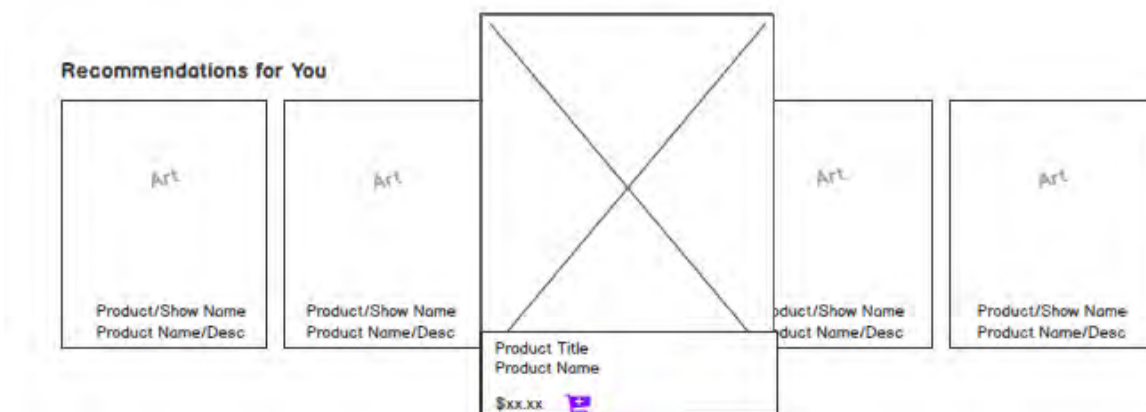 Recommendations for You
Art
Art
Art
Art
Product/Show Name
Product Name/Desc
Product/Show Name
Product Name/Desc
Product Title
Product Name
$xx.xx
oduct/Show Name
duct Name/Desc
Product/Show Name
Product Name/Desc